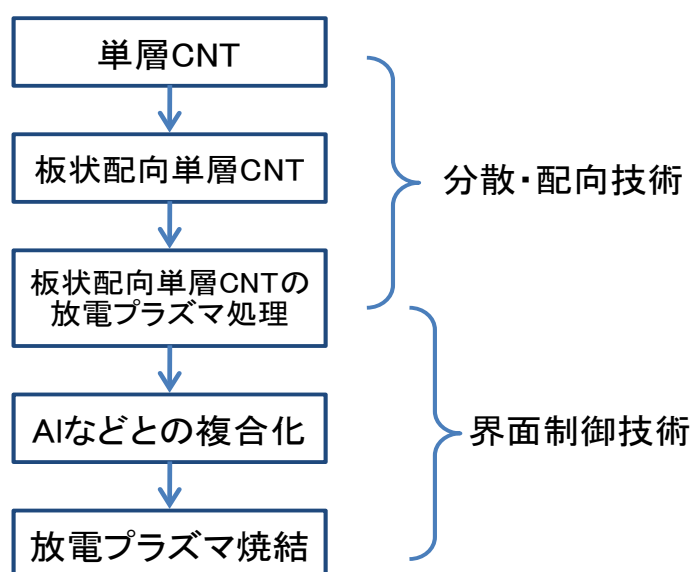 単層CNT
板状配向単層CNT
板状配向単層CNTの
放電プラズマ処理
Alなどとの複合化
放電プラズマ焼結
分散・配向技術
界面制御技術